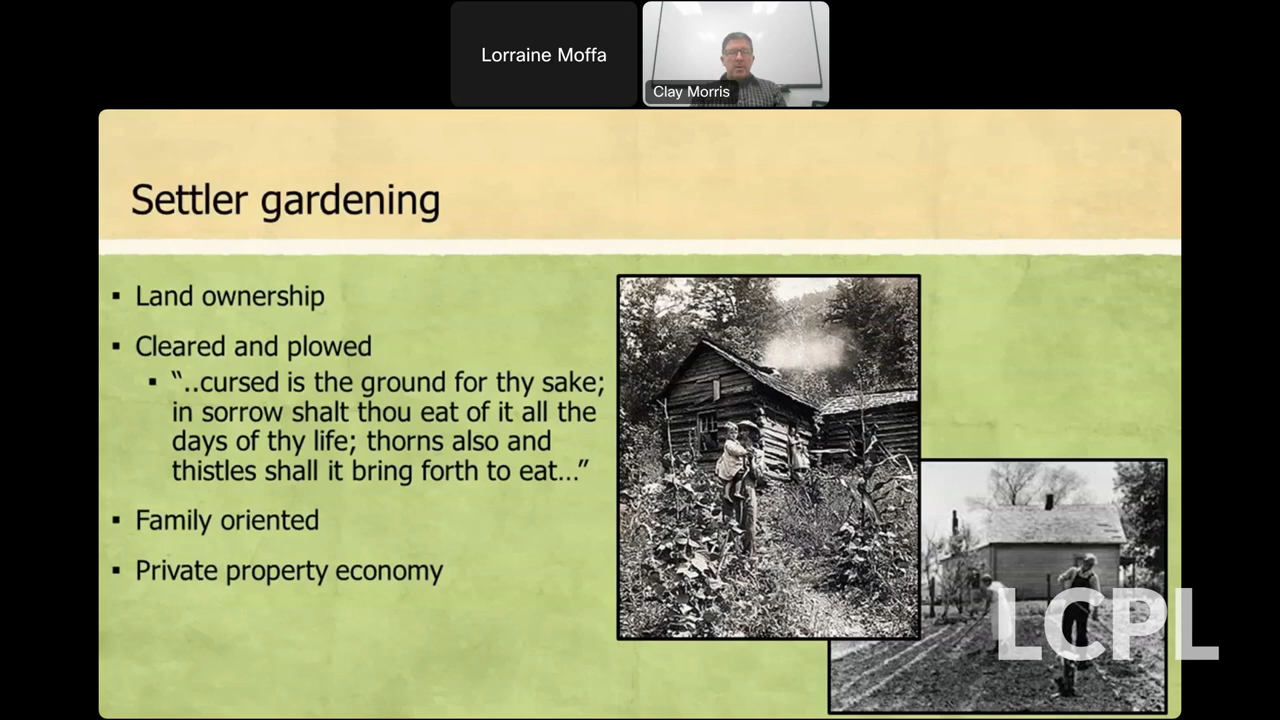 Lorraine Moffa
Clay Morris
Settler gardening
▪ Land ownership
▪ Cleared and plowed
▪ “..cursed is the ground for thy sake;
in sorrow shalt thou eat of it all the
days of thy life; thorns also and
thistles shall it bring forth to eat…”
▪ Family oriented
▪ Private property economy
LCPL